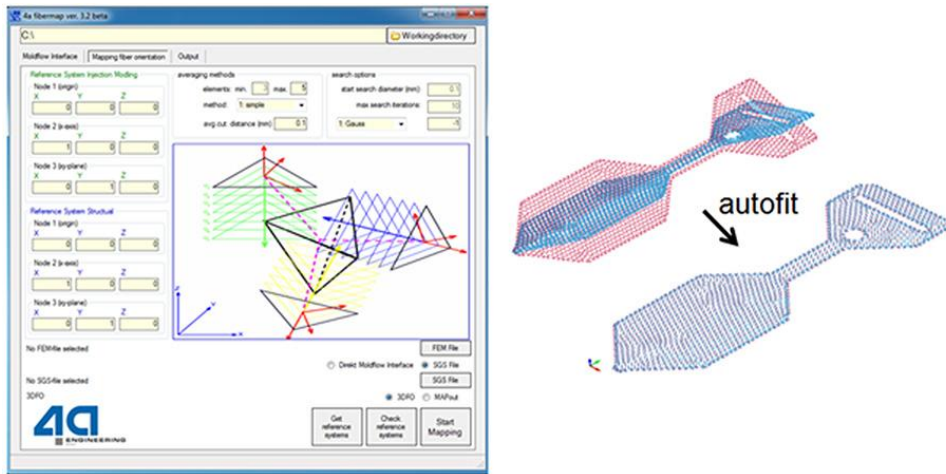 4a fibermap ver. 3.2 beta
C:\
Workingdirectory
Moldflow Interface
Mapping fiber orientation
Output
Reference System Injection Modling
Node 1 (origin)
X Y Z
0 0 0
Node 2 (x-axis)
X Y Z
1 0 0
Node 3 (xy-plane)
X Y Z
0 1 0
Reference System Structual
Node 1 (origin)
X Y Z
0 0 0
Node 2 (x-axis)
X Y Z
1 0 0
Node 3 (xy-plane)
X Y Z
0 1 0
averaging methods
elements: min. 3 max. 5
method: 1: simple
avg.cut distance (mm) 0.1
search options
start search diameter (mm) 0.1
max search iterations: 10
1: Gauss -1
Z
Y
X
No FEM-file selected
FEM File
Direkt Moldflow Interface SGS File
No SGS-file selected
SGS File
3DFO
3DFO MAPout
4a
ENGINEERING
Get reference systems
Check reference systems
Start Mapping
autofit